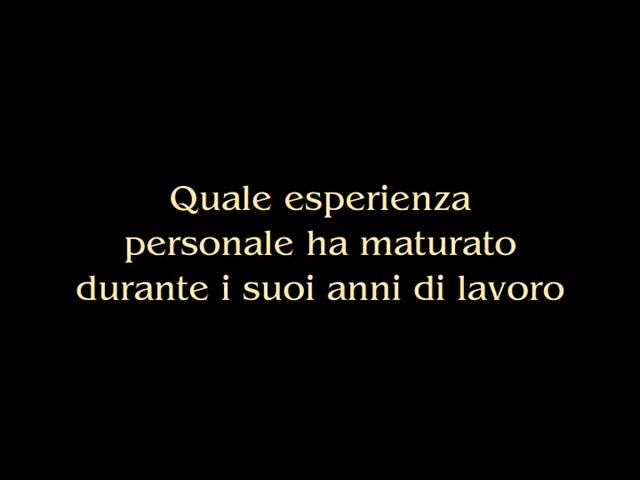 Quale esperienza
personale ha maturato
durante i suoi anni di lavoro